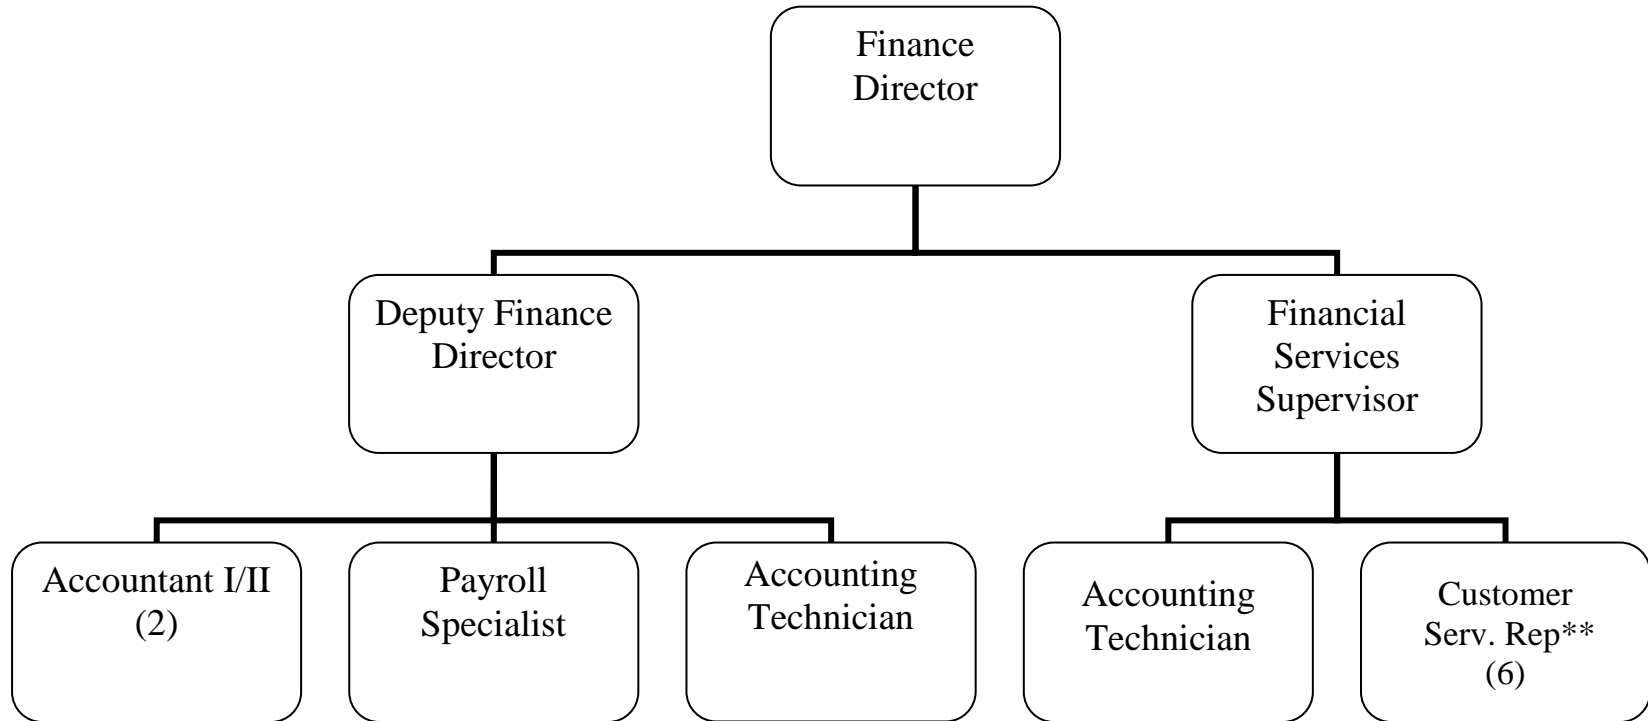 Finance
Director
Deputy Finance
Director
Financial
Services
Supervisor
Accountant I/II
(2)
Payroll
Specialist
Accounting
Technician
Accounting
Technician
Customer
Serv. Rep**
(6)